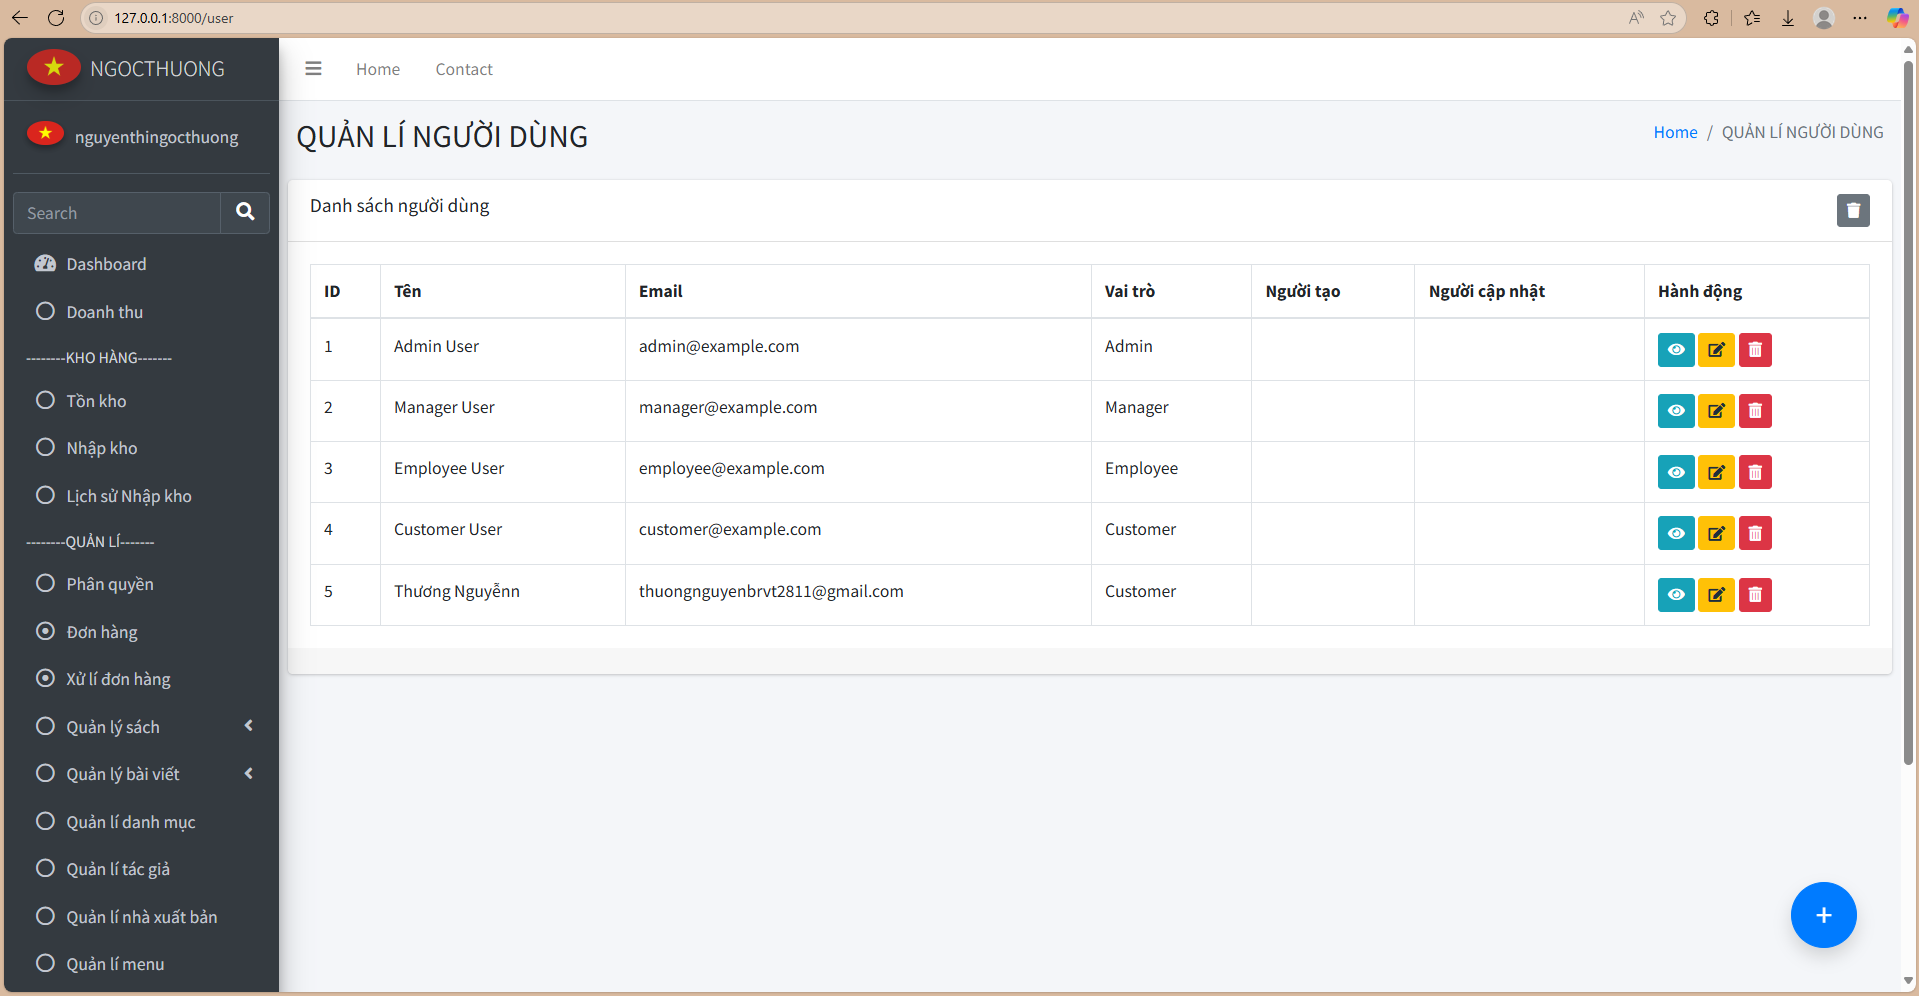 127.0.0.1:8000/user
NGOCTHUONG
Home Contact
nguyenthingocthuong
QUẢN LÍ NGƯỜI DÙNG
Home / QUẢN LÍ NGƯỜI DÙNG
Search
Dashboard
Doanh thu
--------KHO HÀNG-------
Tồn kho
Nhập kho
Lịch sử Nhập kho
--------QUẢN LÍ-------
Phân quyền
Đơn hàng
Xử lí đơn hàng
Quản lý sách
Quản lý bài viết
Quản lí danh mục
Quản lí tác giả
Quản lí nhà xuất bản
Quản lí menu
Danh sách người dùng
ID Tên Email Vai trò Người tạo Người cập nhật Hành động
1 Admin User admin@example.com Admin
2 Manager User manager@example.com Manager
3 Employee User employee@example.com Employee
4 Customer User customer@example.com Customer
5 Thương Nguyễnn thuongnguyenbrvt2811@gmail.com Customer